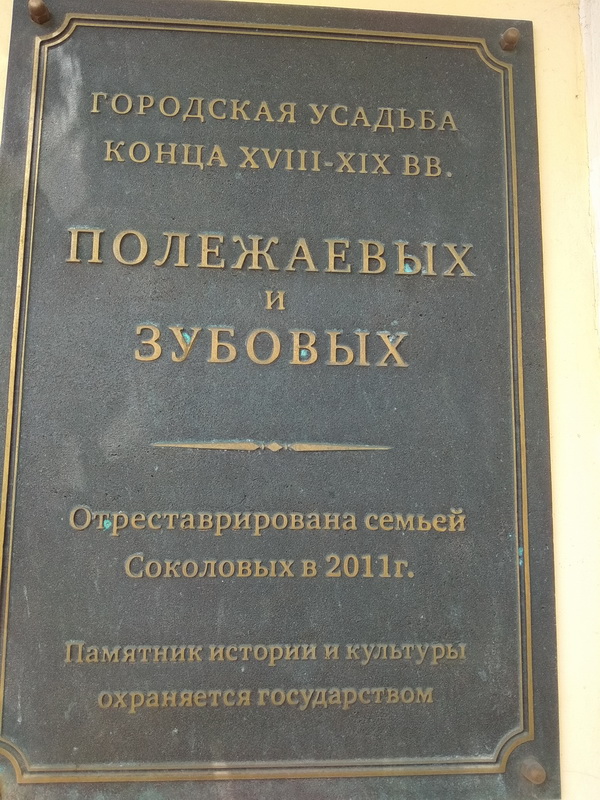 ГОРОДСКАЯ УСАДЬБА
КОНЦА XVIII-XIX ВВ.
ПОЛЕЖАЕВЫХ
И
ЗУБОВЫХ
Отреставрирована семьей
Соколовых в 2011г.
Памятник истории и культуры
охраняется государством